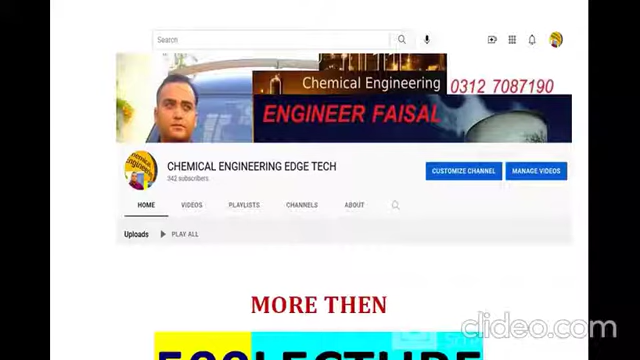 Search
Chemical Engineering
0312 7087190
ENGINEER FAISAL
CHEMICAL ENGINEERING EDGE TECH
342 subscribers
CUSTOMIZE CHANNEL
MANAGE VIDEOS
HOME
VIDEOS
PLAYLISTS
CHANNELS
ABOUT
Uploads
PLAY ALL
MORE THEN
LECTURE
clideo.com